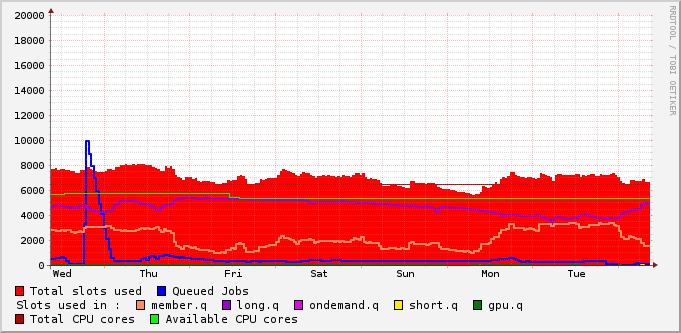 RRDTOOL / TOBI OETIKER
20000
18000
16000
14000
12000
10000
8000
6000
4000
2000
0
Wed Thu Fri Sat Sun Mon Tue
Total slots used Queued Jobs
Slots used in : member.q long.q ondemand.q short.q gpu.q
Total CPU cores Available CPU cores